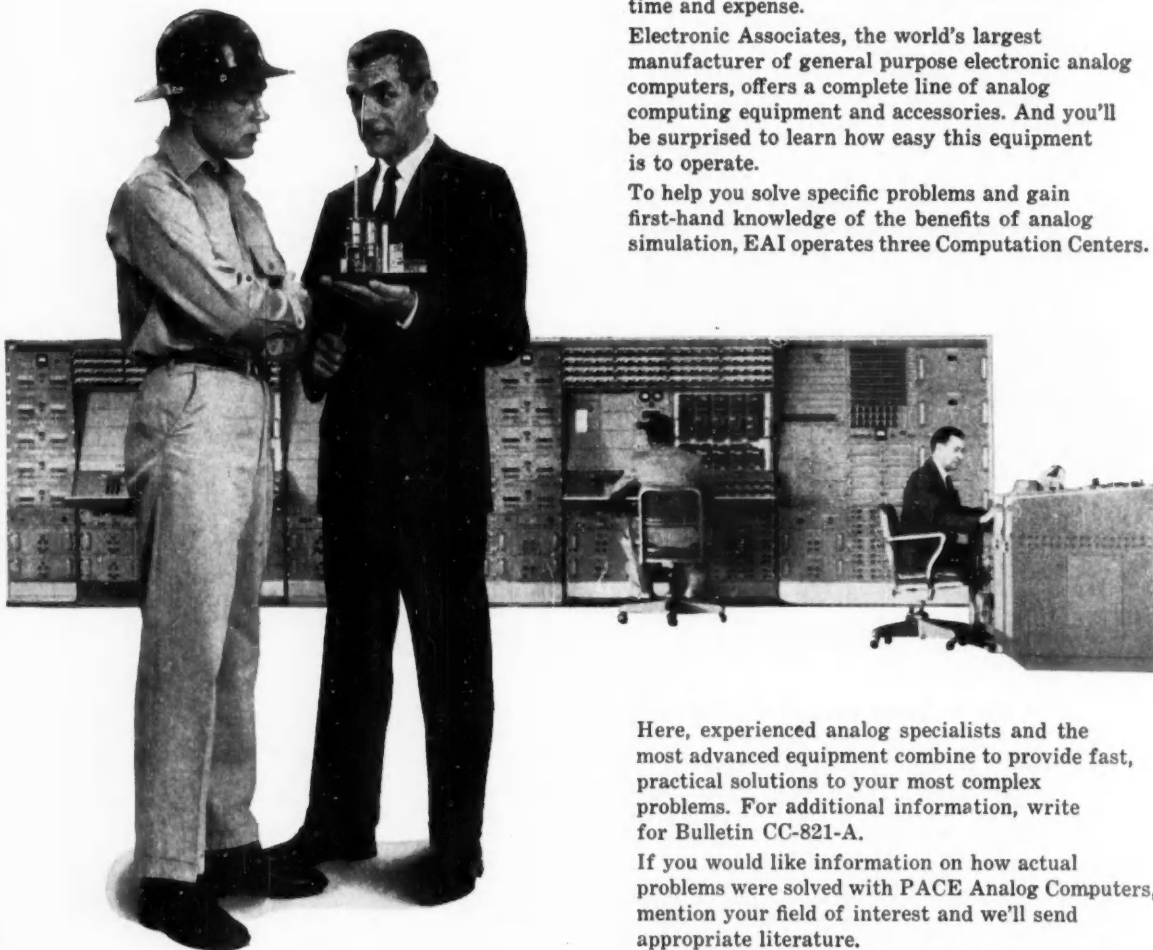 time and expense.
Electronic Associates, the world's largest
manufacturer of general purpose electronic analog
computers, offers a complete line of analog
computing equipment and accessories. And you'll
be surprised to learn how easy this equipment
is to operate.
To help you solve specific problems and gain
first-hand knowledge of the benefits of analog
simulation, EAI operates three Computation Centers.
Here, experienced analog specialists and the
most advanced equipment combine to provide fast,
practical solutions to your most complex
problems. For additional information, write
for Bulletin CC-821-A.
If you would like information on how actual
problems were solved with PACE Analog Computers,
mention your field of interest and we'll send
appropriate literature.